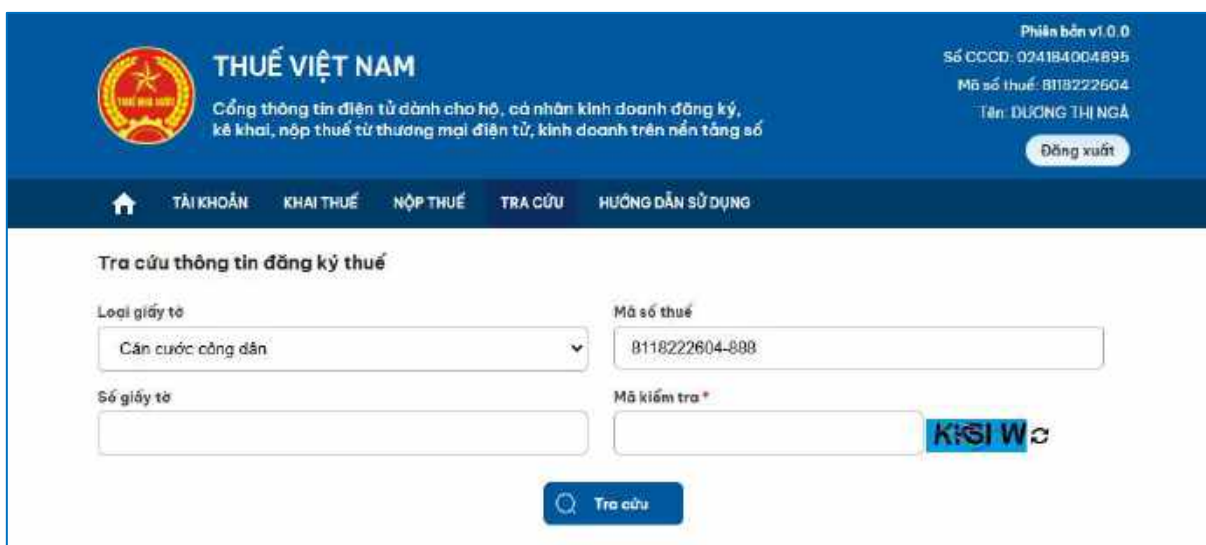 Phiên bản v1.0.0
THUẾ VIỆT NAM
Số CCCD: 024184004895
Mã số thuế: 8118222604
Cổng thông tin điện tử dành cho hộ, cá nhân kinh doanh đăng ký,
kê khai, nộp thuế từ thương mại điện tử, kinh doanh trên nền tảng số
Tên: DƯƠNG THỊ NGÀ
Đăng xuất
TÀI KHOẢN KHAI THUẾ NỘP THUẾ TRA CỨU HƯỚNG DẪN SỬ DỤNG
Tra cứu thông tin đăng ký thuế
Loại giấy tờ Mã số thuế
Căn cước công dân 8118222604-888
Số giấy tờ Mã kiểm tra *
Tra cứu